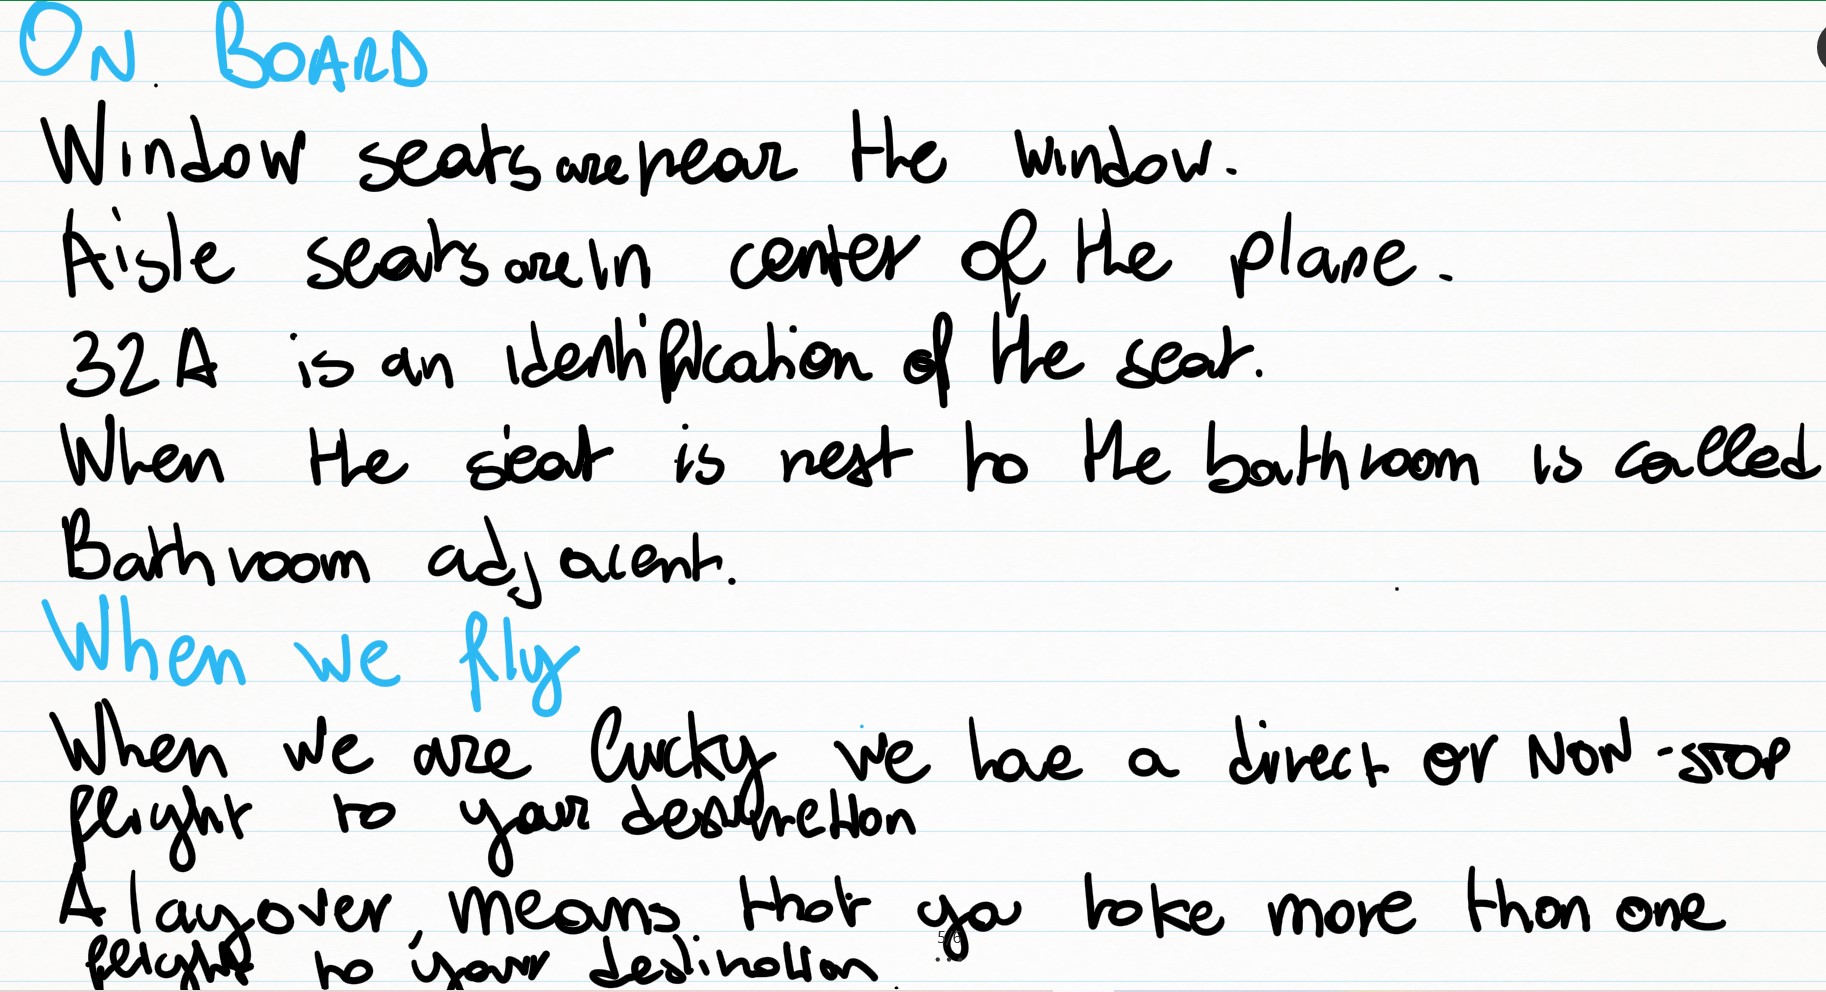 ON BOARD
Window seats are near the window.
Aisle seats are in center of the plane.
32A is an identification of the seat.
When the seat is next to the bathroom is called
Bathroom adjacent.
When we fly
When we are lucky we have a direct or NON-STOP
flight to your destination
A layover, means that you take more than one
flight to your destination.
5/6